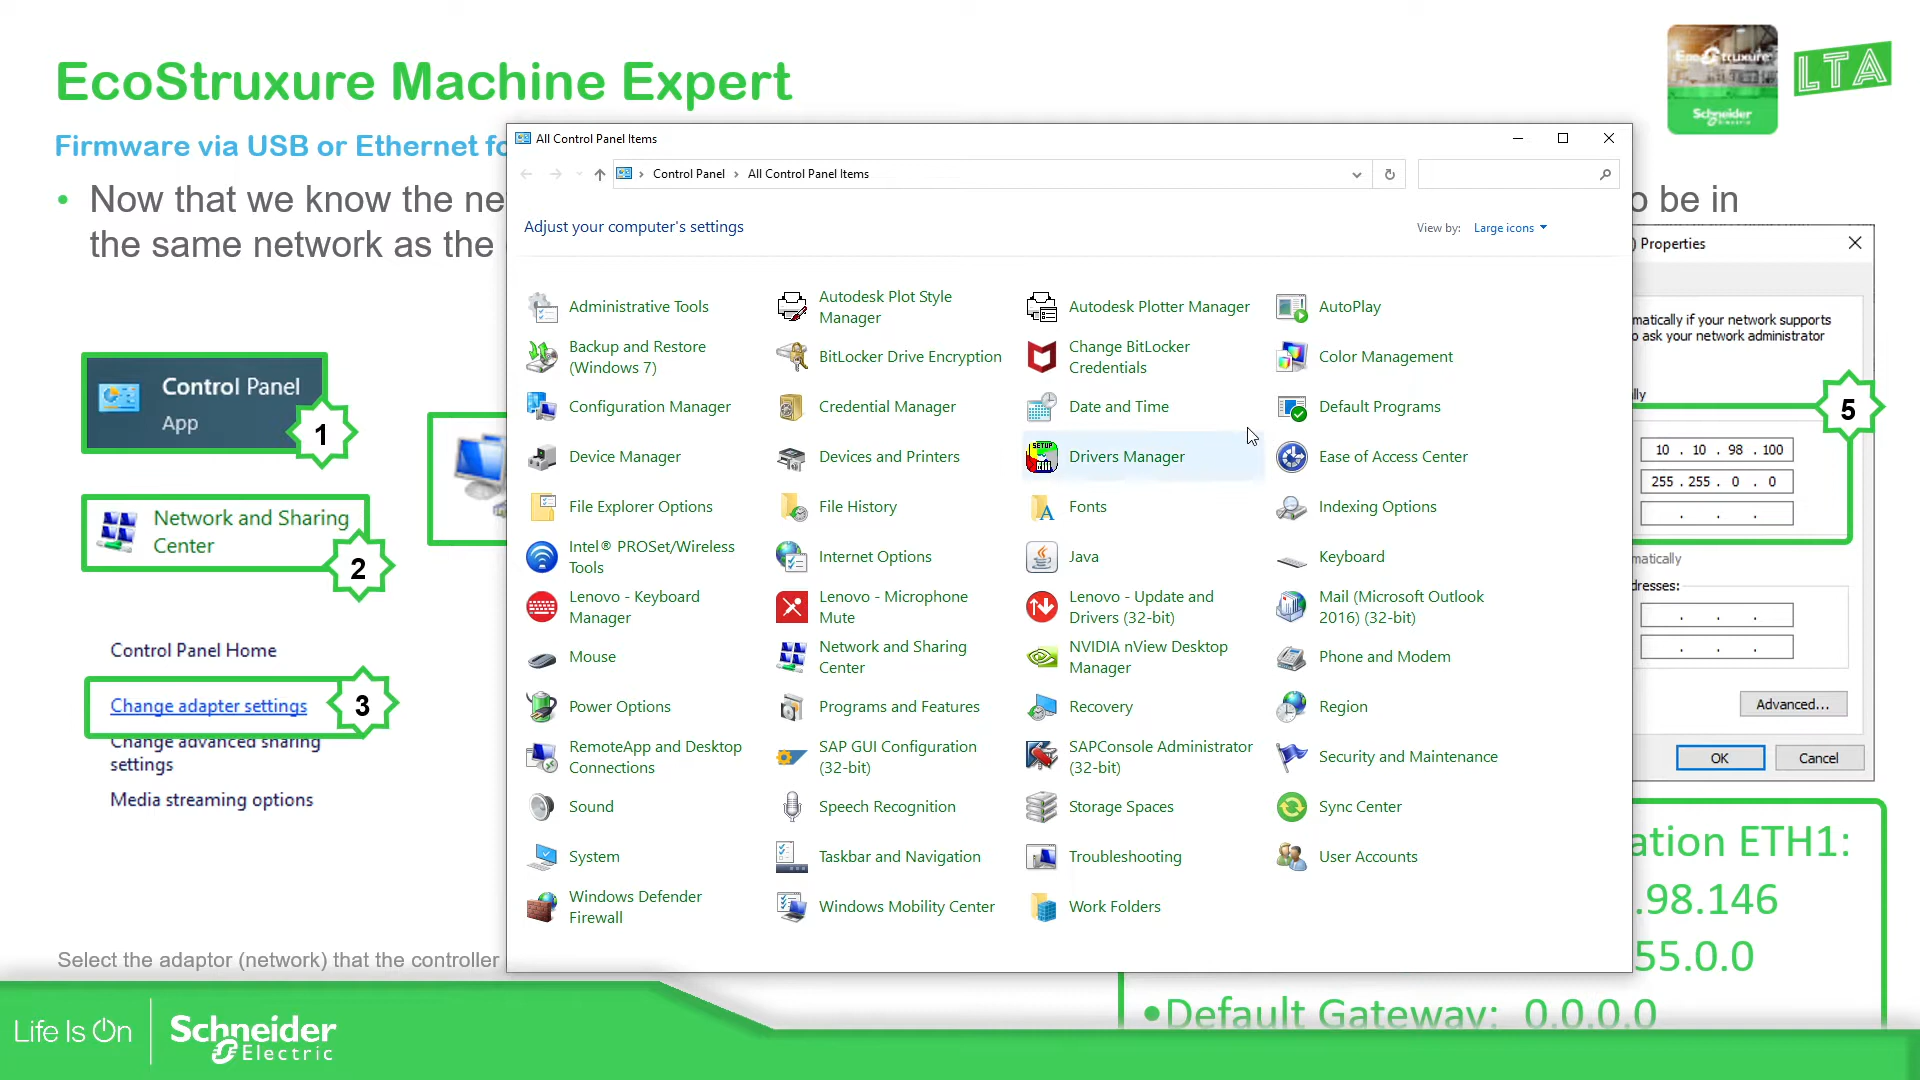 EcoStruxure Machine Expert
EcoStruxure
Schneider
Electric
LTA
Firmware via USB or Ethernet fo
• Now that we know the ne
o be in
the same network as the
Control Panel
App
1
Network and Sharing
Center
2
Control Panel Home
Change adapter settings
3
Change advanced sharing
settings
Media streaming options
Select the adaptor (network) that the controller
All Control Panel Items
Control Panel > All Control Panel Items
Adjust your computer's settings
View by: Large icons
Administrative Tools
Autodesk Plot Style
Manager
Autodesk Plotter Manager
AutoPlay
Backup and Restore
(Windows 7)
BitLocker Drive Encryption
Change BitLocker
Credentials
Color Management
Configuration Manager
Credential Manager
Date and Time
Default Programs
Device Manager
Devices and Printers
SETUP
Drivers Manager
Ease of Access Center
File Explorer Options
File History
Fonts
Indexing Options
Intel® PROSet/Wireless
Tools
Internet Options
Java
Keyboard
Lenovo - Keyboard
Manager
Lenovo - Microphone
Mute
Lenovo - Update and
Drivers (32-bit)
Mail (Microsoft Outlook
2016) (32-bit)
Mouse
Network and Sharing
Center
NVIDIA nView Desktop
Manager
Phone and Modem
Power Options
Programs and Features
Recovery
Region
RemoteApp and Desktop
Connections
SAP GUI Configuration
(32-bit)
SAPConsole Administrator
(32-bit)
Security and Maintenance
Sound
Speech Recognition
Storage Spaces
Sync Center
System
Taskbar and Navigation
Troubleshooting
User Accounts
Windows Defender
Firewall
Windows Mobility Center
Work Folders
) Properties
matically if your network supports
o ask your network administrator
lly
5
10 . 10 . 98 . 100
255 . 255 . 0 . 0
. . .
matically
dresses:
. . .
. . .
Advanced...
OK
Cancel
ation ETH1:
.98.146
55.0.0
•Default Gateway: 0.0.0.0
Life Is On
Schneider
Electric